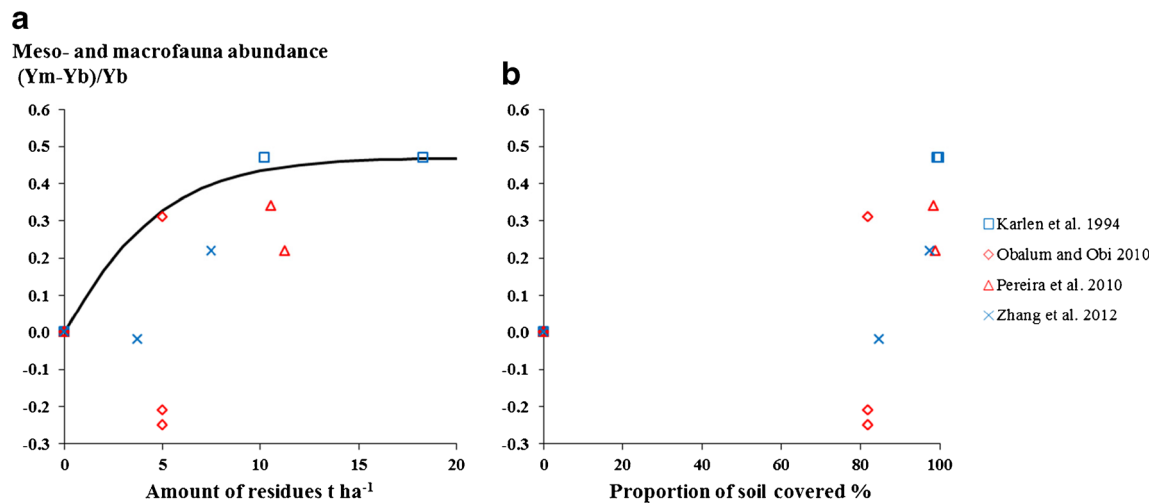 a
Meso- and macrofauna abundance
(Ym-Yb)/Yb
0.6
0.5
0.4
0.3
0.2
0.1
0.0
-0.1
-0.2
-0.3
0 5 10 15 20
Amount of residues t ha-1
b
0.6
0.5
0.4
0.3
0.2
0.1
0.0
-0.1
-0.2
-0.3
0 20 40 60 80 100
Proportion of soil covered %
Karlen et al. 1994
Obalum and Obi 2010
Pereira et al. 2010
Zhang et al. 2012